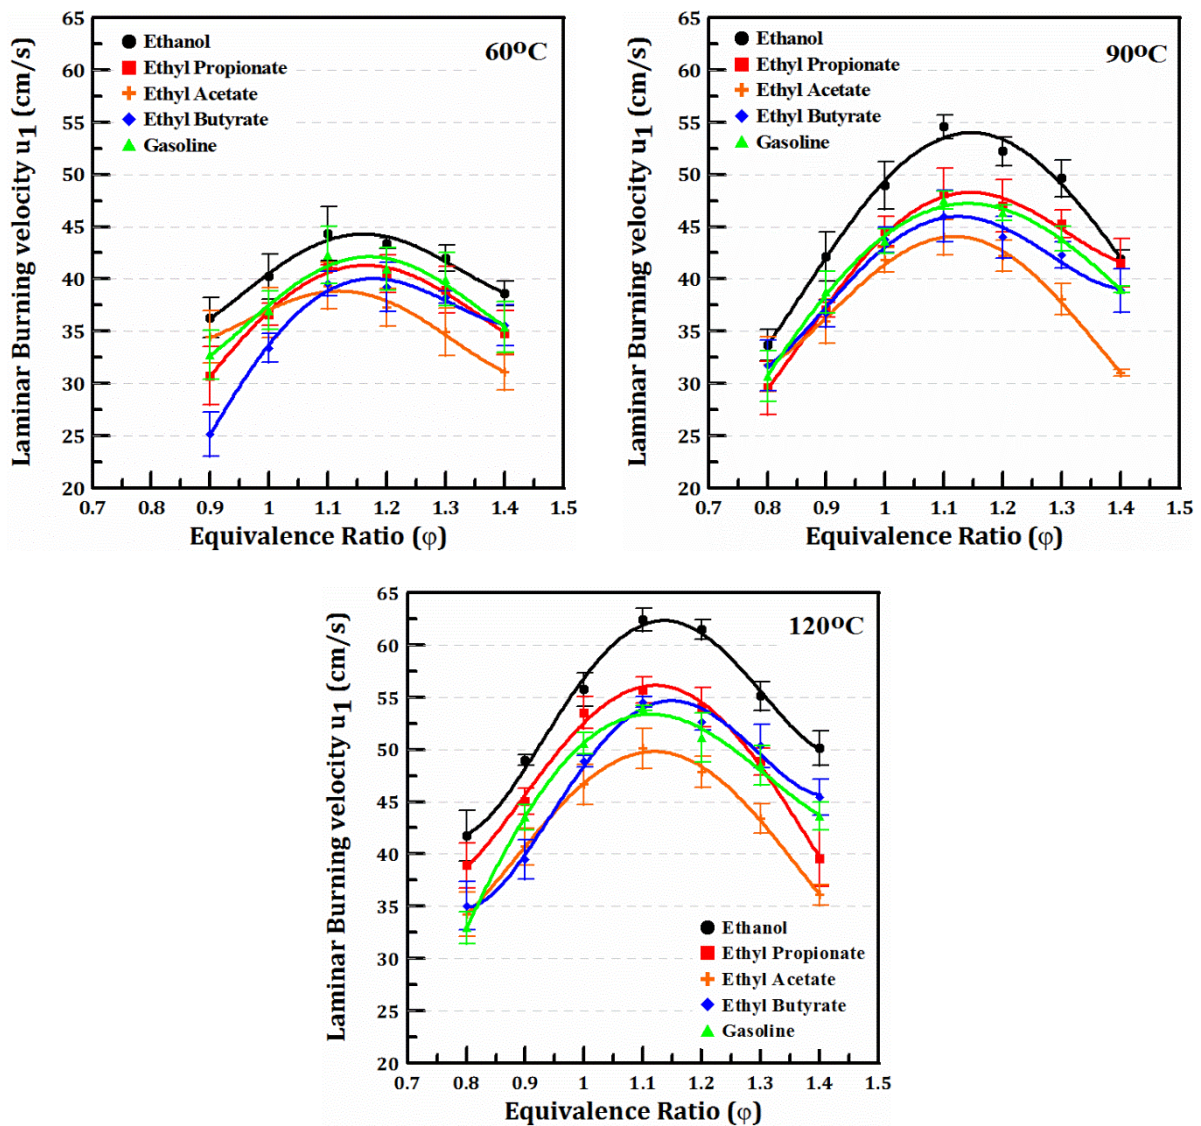 Laminar Burning velocity u1 (cm/s)
65
60
55
50
45
40
35
30
25
20
Ethanol
Ethyl Propionate
Ethyl Acetate
Ethyl Butyrate
Gasoline
60ºC
0.7 0.8 0.9 1 1.1 1.2 1.3 1.4 1.5
Equivalence Ratio (φ)
Laminar Burning velocity u1 (cm/s)
65
60
55
50
45
40
35
30
25
20
Ethanol
Ethyl Propionate
Ethyl Acetate
Ethyl Butyrate
Gasoline
90ºC
0.7 0.8 0.9 1 1.1 1.2 1.3 1.4 1.5
Equivalence Ratio (φ)
Laminar Burning velocity u1 (cm/s)
65
60
55
50
45
40
35
30
25
20
120ºC
Ethanol
Ethyl Propionate
Ethyl Acetate
Ethyl Butyrate
Gasoline
0.7 0.8 0.9 1 1.1 1.2 1.3 1.4 1.5
Equivalence Ratio (φ)